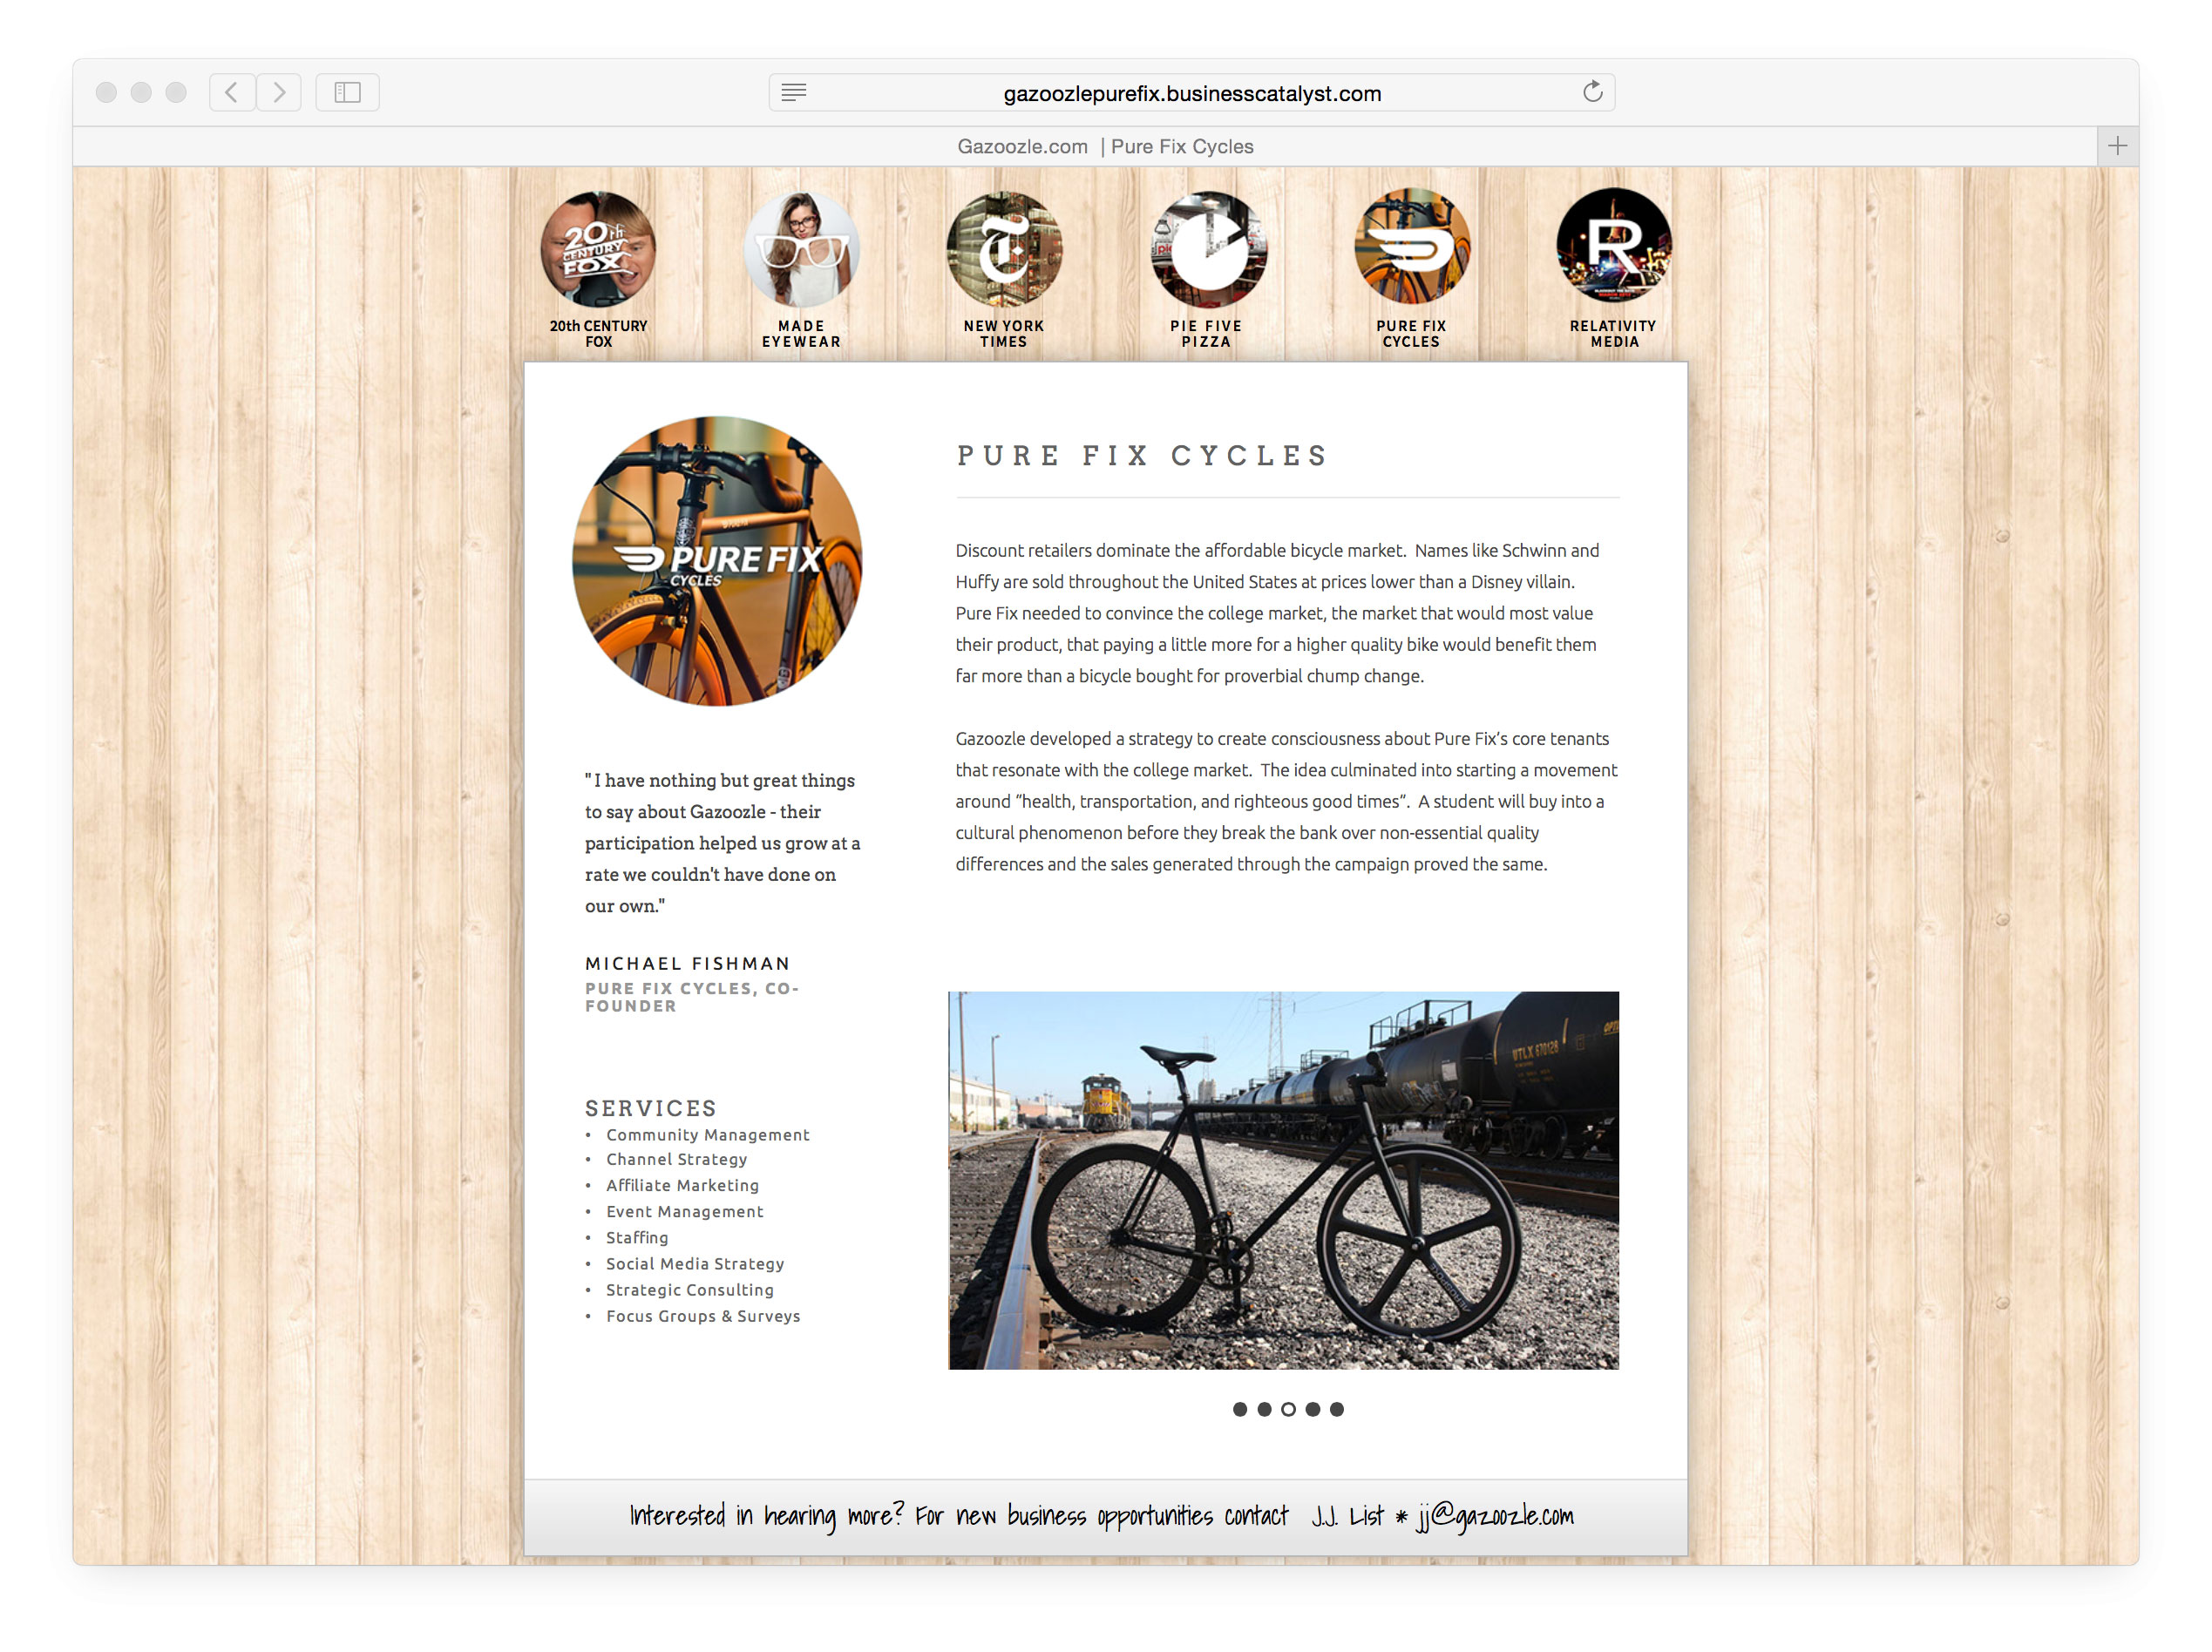 gazoozlepurefix.businesscatalyst.com
Gazoozle.com | Pure Fix Cycles
20th CENTURY FOX
T
R
20th CENTURY
FOX
MADE
EYEWEAR
NEW YORK
TIMES
PIE FIVE
PIZZA
PURE FIX
CYCLES
RELATIVITY
MEDIA
PURE FIX
CYCLES
"I have nothing but great things
to say about Gazoozle - their
participation helped us grow at a
rate we couldn't have done on
our own."
MICHAEL FISHMAN
PURE FIX CYCLES, CO-
FOUNDER
SERVICES
• Community Management
• Channel Strategy
• Affiliate Marketing
• Event Management
• Staffing
• Social Media Strategy
• Strategic Consulting
• Focus Groups & Surveys
PURE FIX CYCLES
Discount retailers dominate the affordable bicycle market. Names like Schwinn and
Huffy are sold throughout the United States at prices lower than a Disney villain.
Pure Fix needed to convince the college market, the market that would most value
their product, that paying a little more for a higher quality bike would benefit them
far more than a bicycle bought for proverbial chump change.
Gazoozle developed a strategy to create consciousness about Pure Fix’s core tenants
that resonate with the college market. The idea culminated into starting a movement
around “health, transportation, and righteous good times”. A student will buy into a
cultural phenomenon before they break the bank over non-essential quality
differences and the sales generated through the campaign proved the same.
UTLX 670128
Interested in hearing more? For new business opportunities contact J.J. List * jj@gazoozle.com